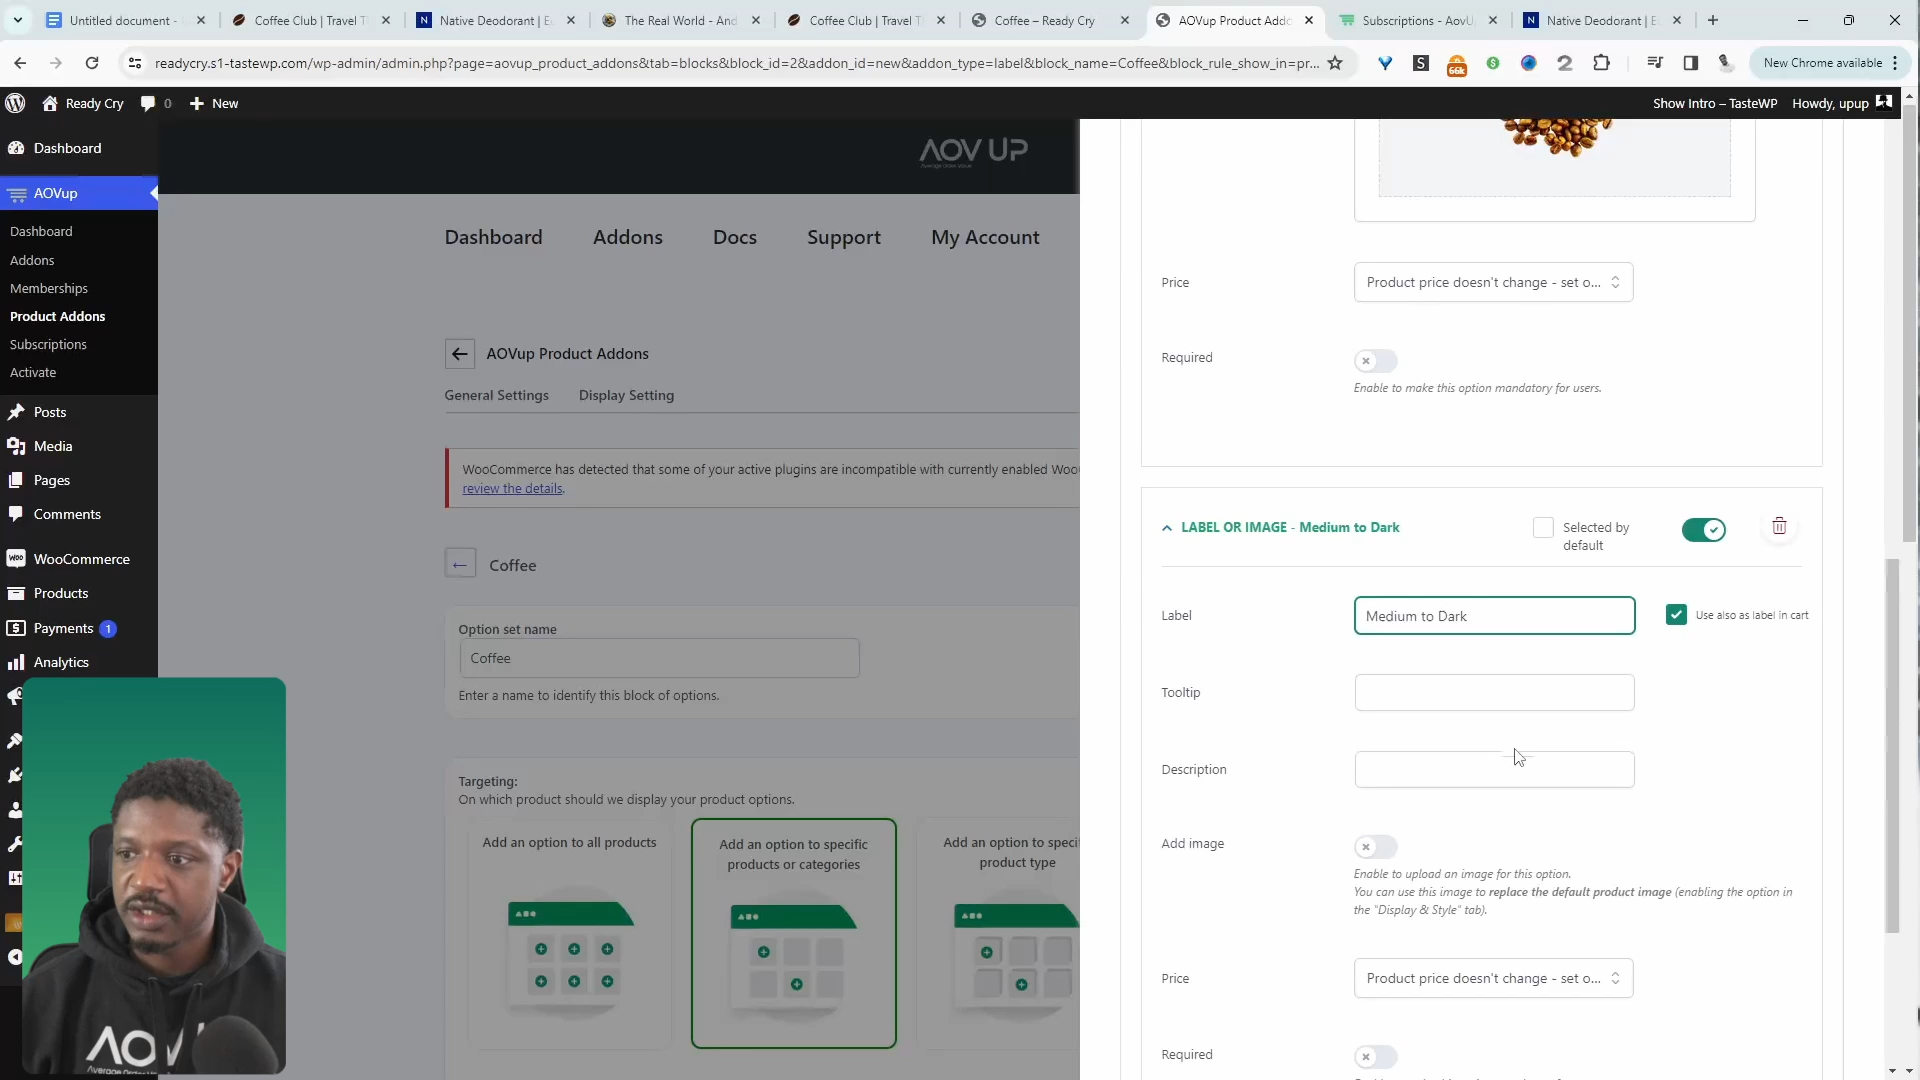 Untitled document -
Coffee Club | Travel T
Native Deodorant | E
The Real World - And
Coffee Club | Travel T
Coffee – Ready Cry
AOVup Product Addo
Subscriptions - AovU
Native Deodorant | E
readycry.s1-tastewp.com/wp-admin/admin.php?page=aovup_product_addons&tab=blocks&block_id=2&addon_id=new&addon_type=label&block_name=Coffee&block_rule_show_in=pr...
66k
New Chrome available
Ready Cry
0
New
Show Intro – TasteWP
Howdy, upup
Dashboard
AOVup
Dashboard
Addons
Memberships
Product Addons
Subscriptions
Activate
Posts
Media
Pages
Comments
WooCommerce
Products
Payments 1
Analytics
AOV UP
Dashboard
Addons
Docs
Support
My Account
AOVup Product Addons
General Settings
Display Setting
WooCommerce has detected that some of your active plugins are incompatible with currently enabled Woo
review the details.
Coffee
Option set name
Coffee
Enter a name to identify this block of options.
Targeting:
On which product should we display your product options.
Add an option to all products
Add an option to specific
products or categories
Add an option to speci
product type
Price
Product price doesn't change - set o...
Required
Enable to make this option mandatory for users.
LABEL OR IMAGE - Medium to Dark
Selected by
default
Label
Medium to Dark
Use also as label in cart
Tooltip
Description
Add image
Enable to upload an image for this option.
You can use this image to replace the default product image (enabling the option in
the "Display & Style" tab).
Price
Product price doesn't change - set o...
Required